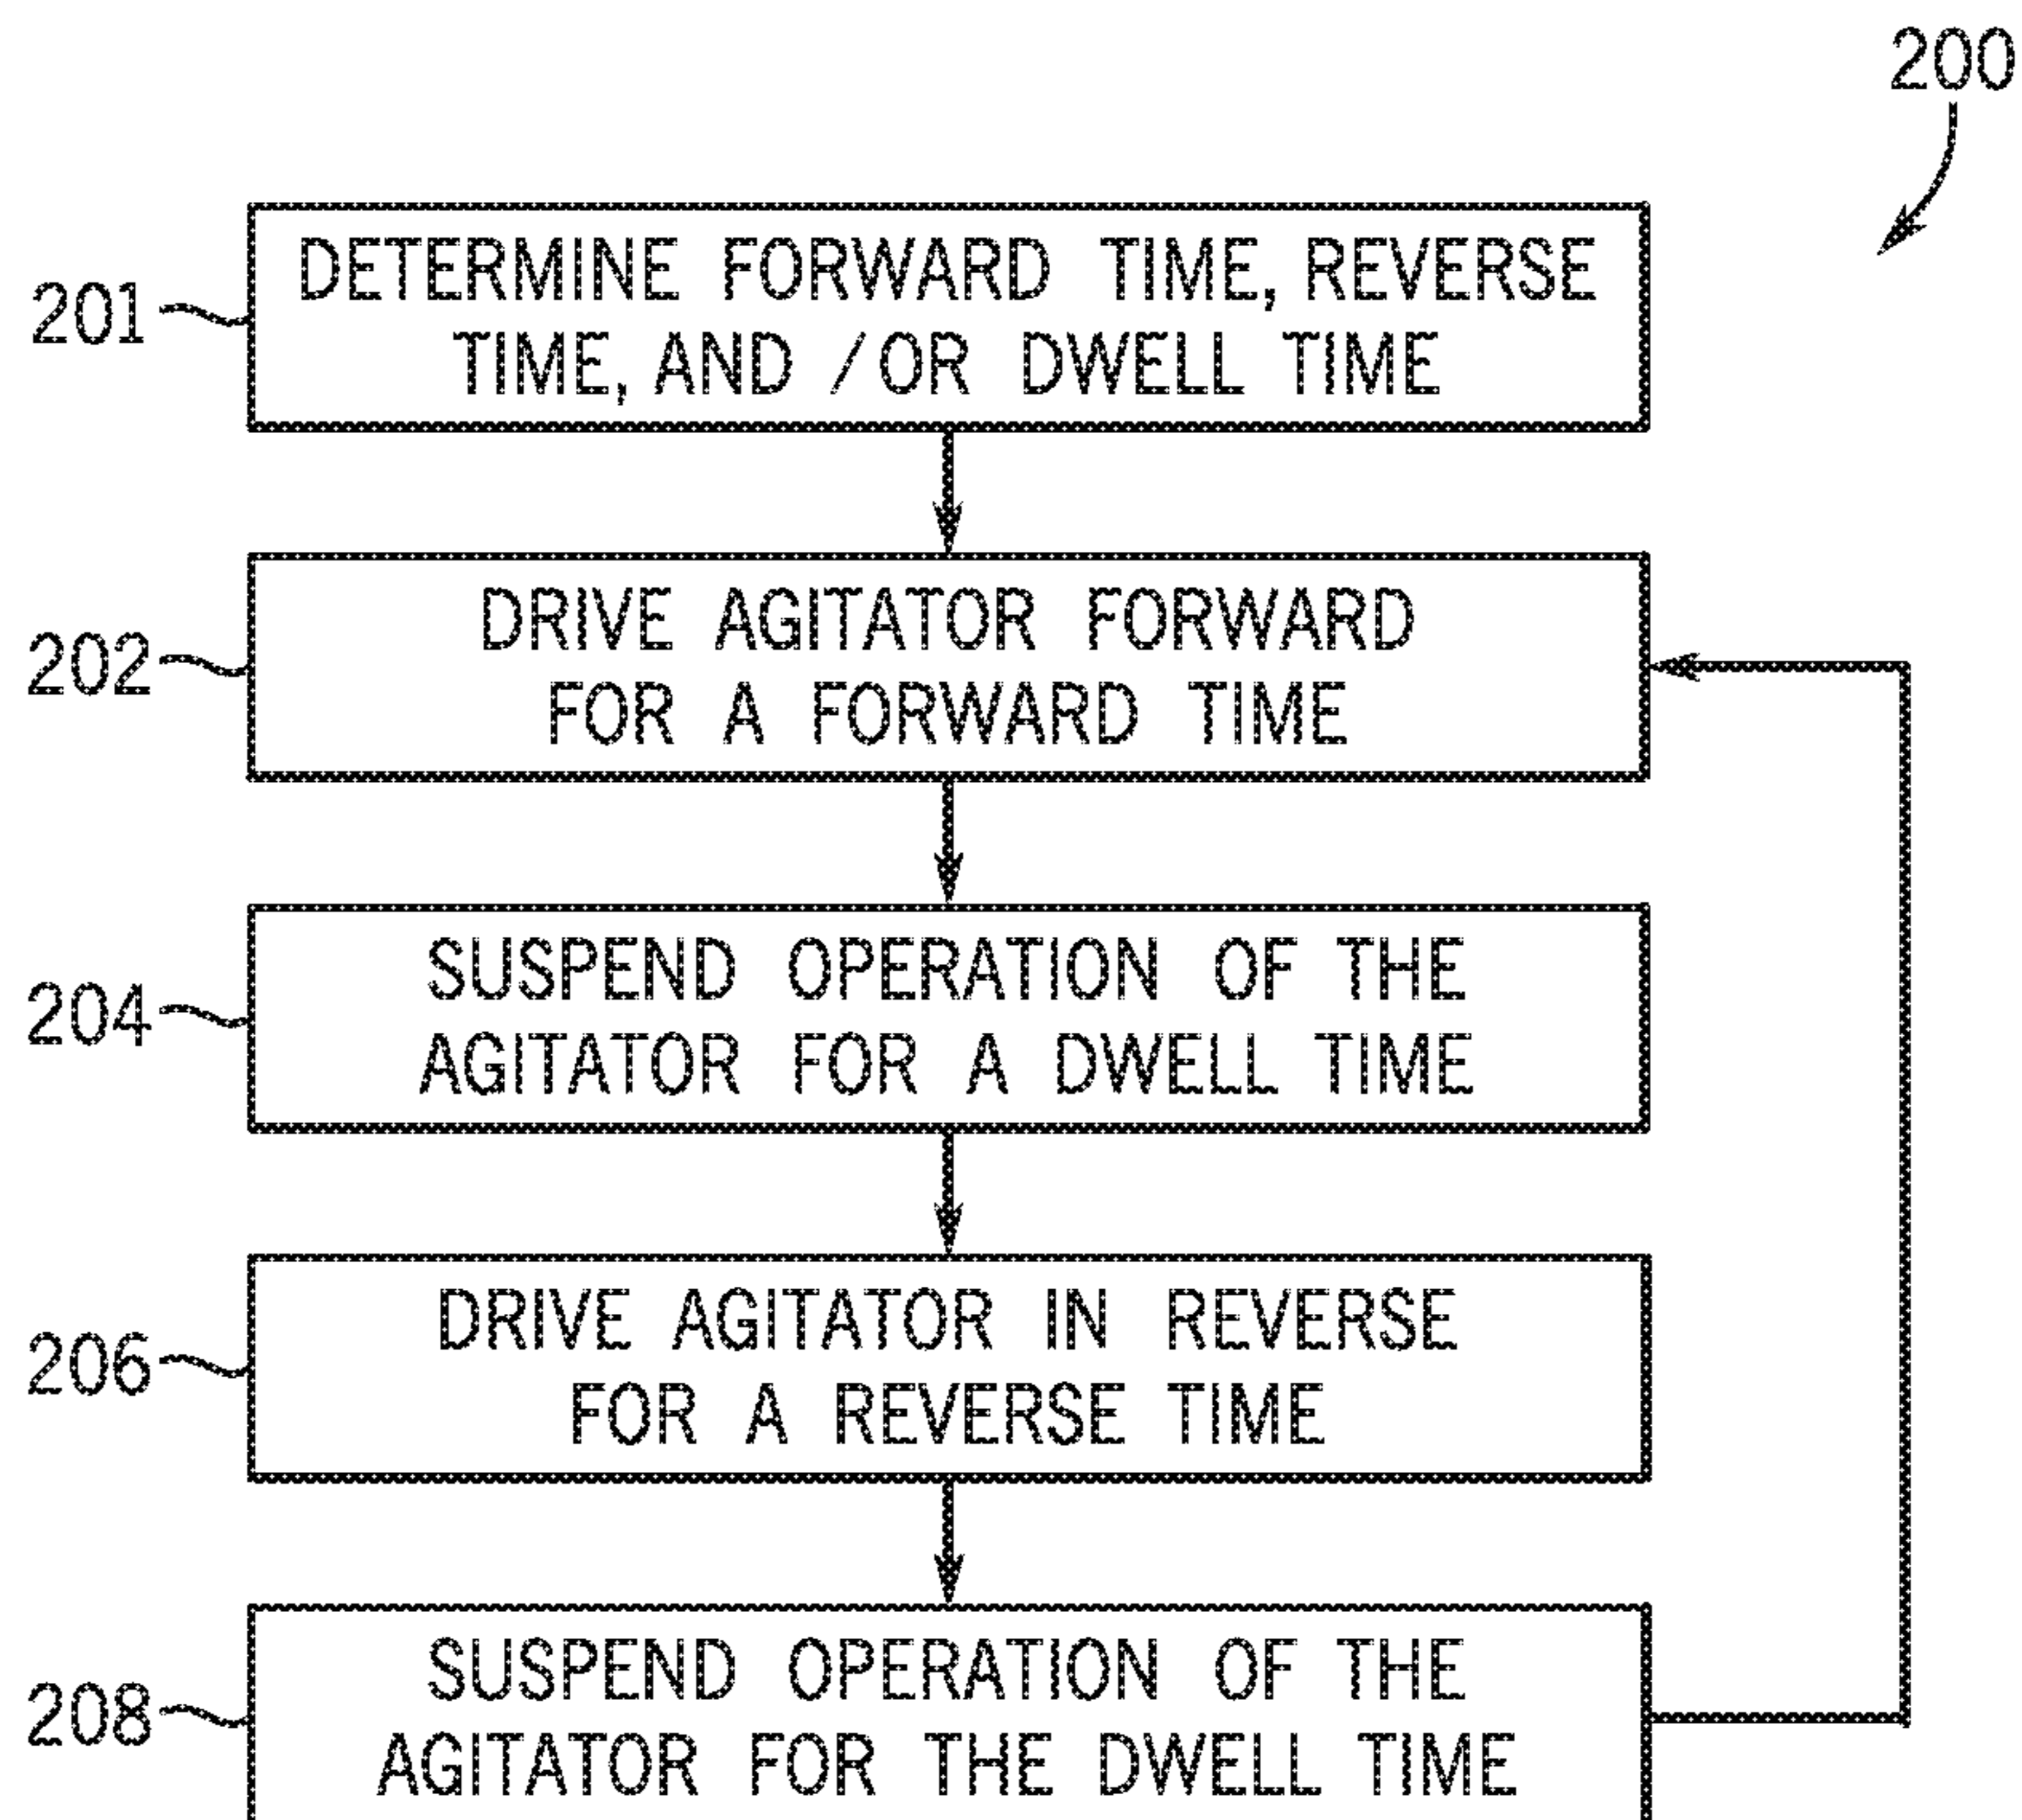 200
201
DETERMINE FORWARD TIME, REVERSE
TIME, AND /OR DWELL TIME
202
DRIVE AGITATOR FORWARD
FOR A FORWARD TIME
204
SUSPEND OPERATION OF THE
AGITATOR FOR A DWELL TIME
206
DRIVE AGITATOR IN REVERSE
FOR A REVERSE TIME
208
SUSPEND OPERATION OF THE
AGITATOR FOR THE DWELL TIME